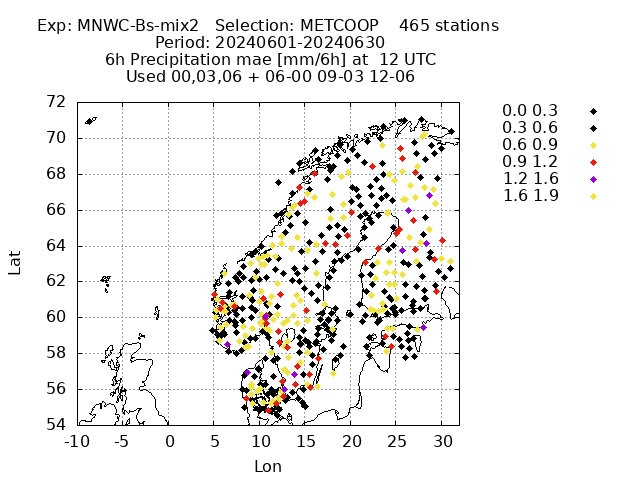 Exp: MNWC-Bs-mix2   Selection: METCOOP    465 stations
Period: 20240601-20240630
6h Precipitation mae [mm/6h] at  12 UTC
Used 00,03,06 + 06-00 09-03 12-06
0.0 0.3
0.3 0.6
0.6 0.9
0.9 1.2
1.2 1.6
1.6 1.9
72
70
68
66
64
62
60
58
56
54
Lat
-10 -5 0 5 10 15 20 25 30
Lon